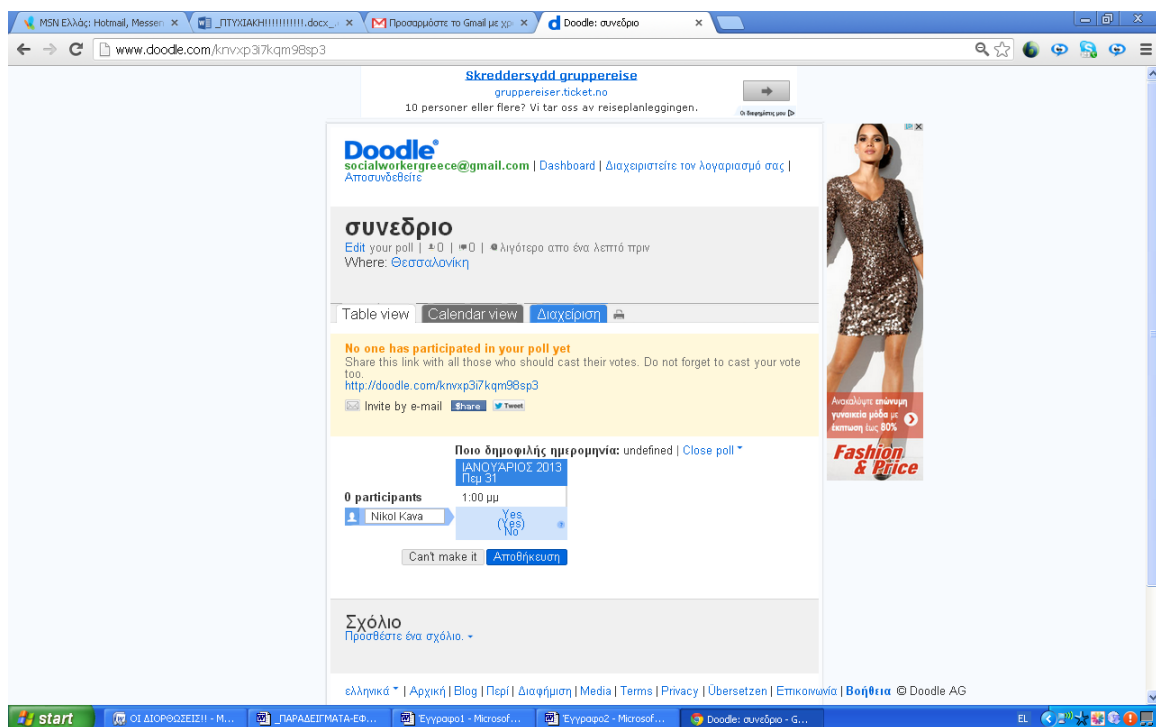 MSN Ελλάς: Hotmail, Messen
_ΠΤΥΧΙΑΚΗ!!!!!!!!!!!.docx_
Προσαρμόστε το Gmail με χρ
Doodle: συνεδριο
www.doodle.com/knvxp3i7kqm98sp3
Skreddersydd gruppereise
gruppereiser.ticket.no
10 personer eller flere? Vi tar oss av reiseplanleggingen.
Οι διαφημίσεις μου
Doodle®
socialworkergreece@gmail.com | Dashboard | Διαχειριστείτε τον λογαριασμό σας |
Αποσυνδεθείτε
συνεδριο
Edit your poll | 0 | 0 | λιγότερο απο ένα λεπτό πριν
Where: Θεσσαλονίκη
Table view Calendar view Διαχείριση
No one has participated in your poll yet
Share this link with all those who should cast their votes. Do not forget to cast your vote
too.
http://doodle.com/knvxp3i7kqm98sp3
Invite by e-mail Share Tweet
Ποιο δημοφιλής ημερομηνία: undefined | Close poll
ΙΑΝΟΥΆΡΙΟΣ 2013
Πεμ 31
0 participants 1:00 μμ
Nikol Kava
Yes
(Yes)
No
Can't make it Αποθήκευση
Ανακαλύψτε επώνυμη
γυναικεία μόδα με
έκπτωση έως 80%
Fashion
& Price
Σχόλιο
Προσθέστε ένα σχόλιο.
ελληνικά | Αρχική | Blog | Περί | Διαφήμιση | Media | Terms | Privacy | Übersetzen | Επικοινωνία | Βοήθεια © Doodle AG
start
ΟΙ ΔΙΟΡΘΩΣΕΙΣ!! - M...
_ΠΑΡΑΔΕΙΓΜΑΤΑ-ΕΦ...
Έγγραφο1 - Microsof...
Έγγραφο2 - Microsof...
Doodle: συνεδριο - G...
EL